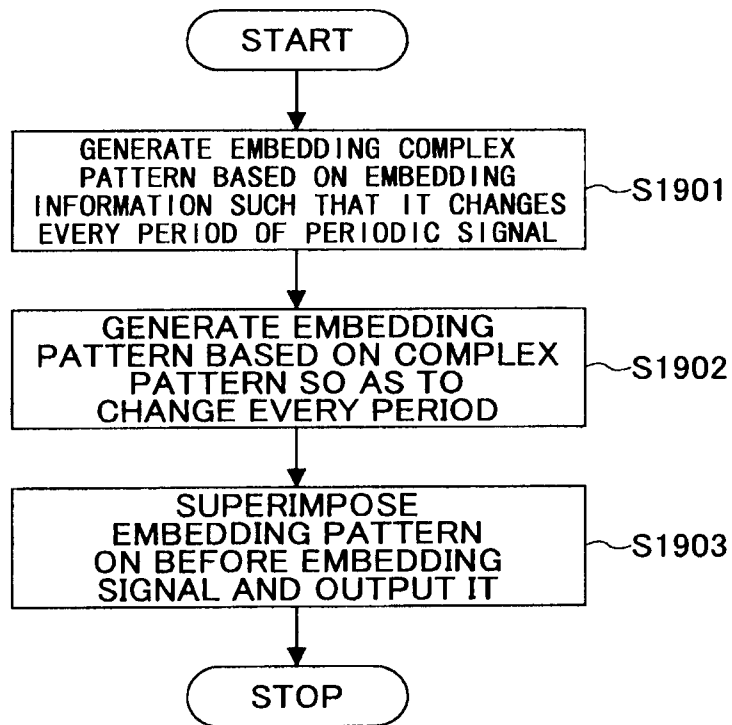 START
GENERATE EMBEDDING COMPLEX
PATTERN BASED ON EMBEDDING
INFORMATION SUCH THAT IT CHANGES
EVERY PERIOD OF PERIODIC SIGNAL
S1901
GENERATE EMBEDDING
PATTERN BASED ON COMPLEX
PATTERN SO AS TO
CHANGE EVERY PERIOD
S1902
SUPERIMPOSE
EMBEDDING PATTERN
ON BEFORE EMBEDDING
SIGNAL AND OUTPUT IT
S1903
STOP